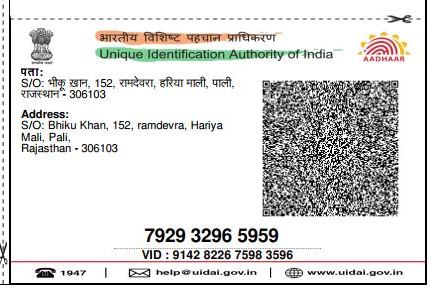 भारतीय विशिष्ट पहचान प्राधिकरण
Unique Identification Authority of India
AADHAAR
पता:
S/O: भीकू ख़ान, 152, रामदेवरा, हरिया माली, पाली,
राजस्थान - 306103
Address:
S/O: Bhiku Khan, 152, ramdevra, Hariya
Mali, Pali,
Rajasthan - 306103
7929 3296 5959
VID : 9142 8226 7598 3596
1947 | help@uidai.gov.in | www.uidai.gov.in